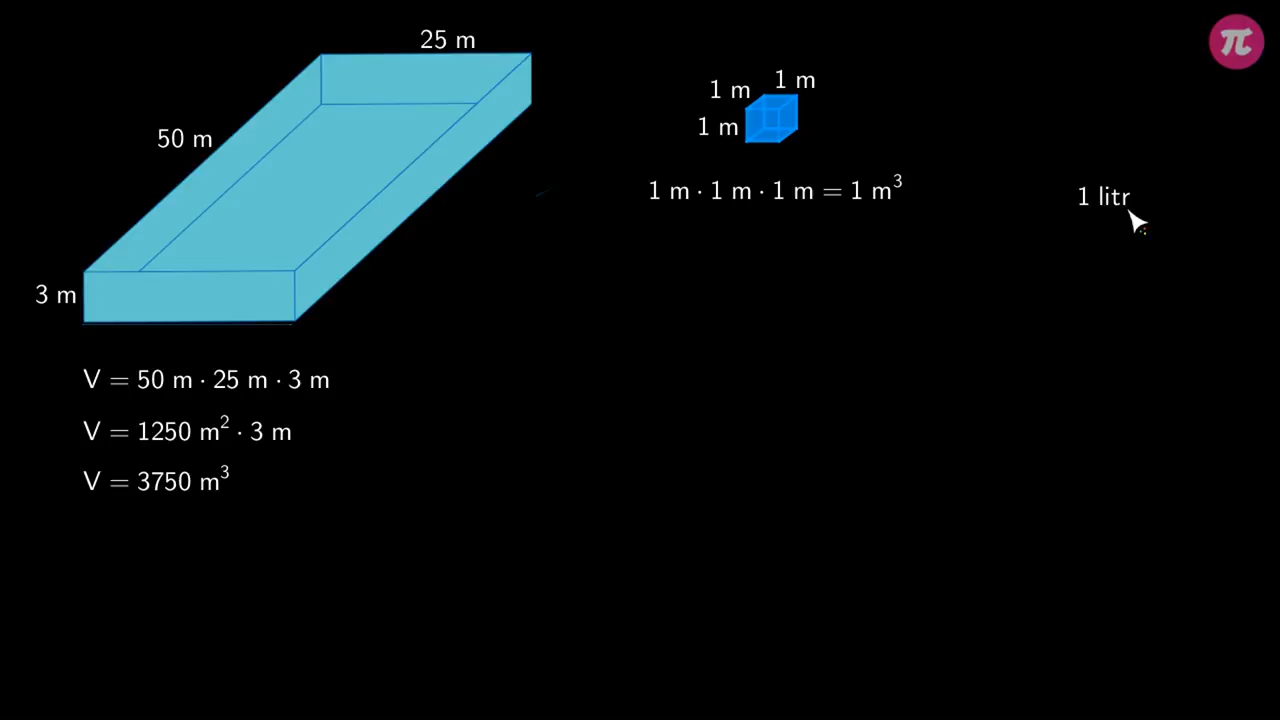 25 m
50 m
3 m
V = 50 m · 25 m · 3 m
V = 1250 m² · 3 m
V = 3750 m³
1 m
1 m
1 m
1 m · 1 m · 1 m = 1 m³
1 litr
π